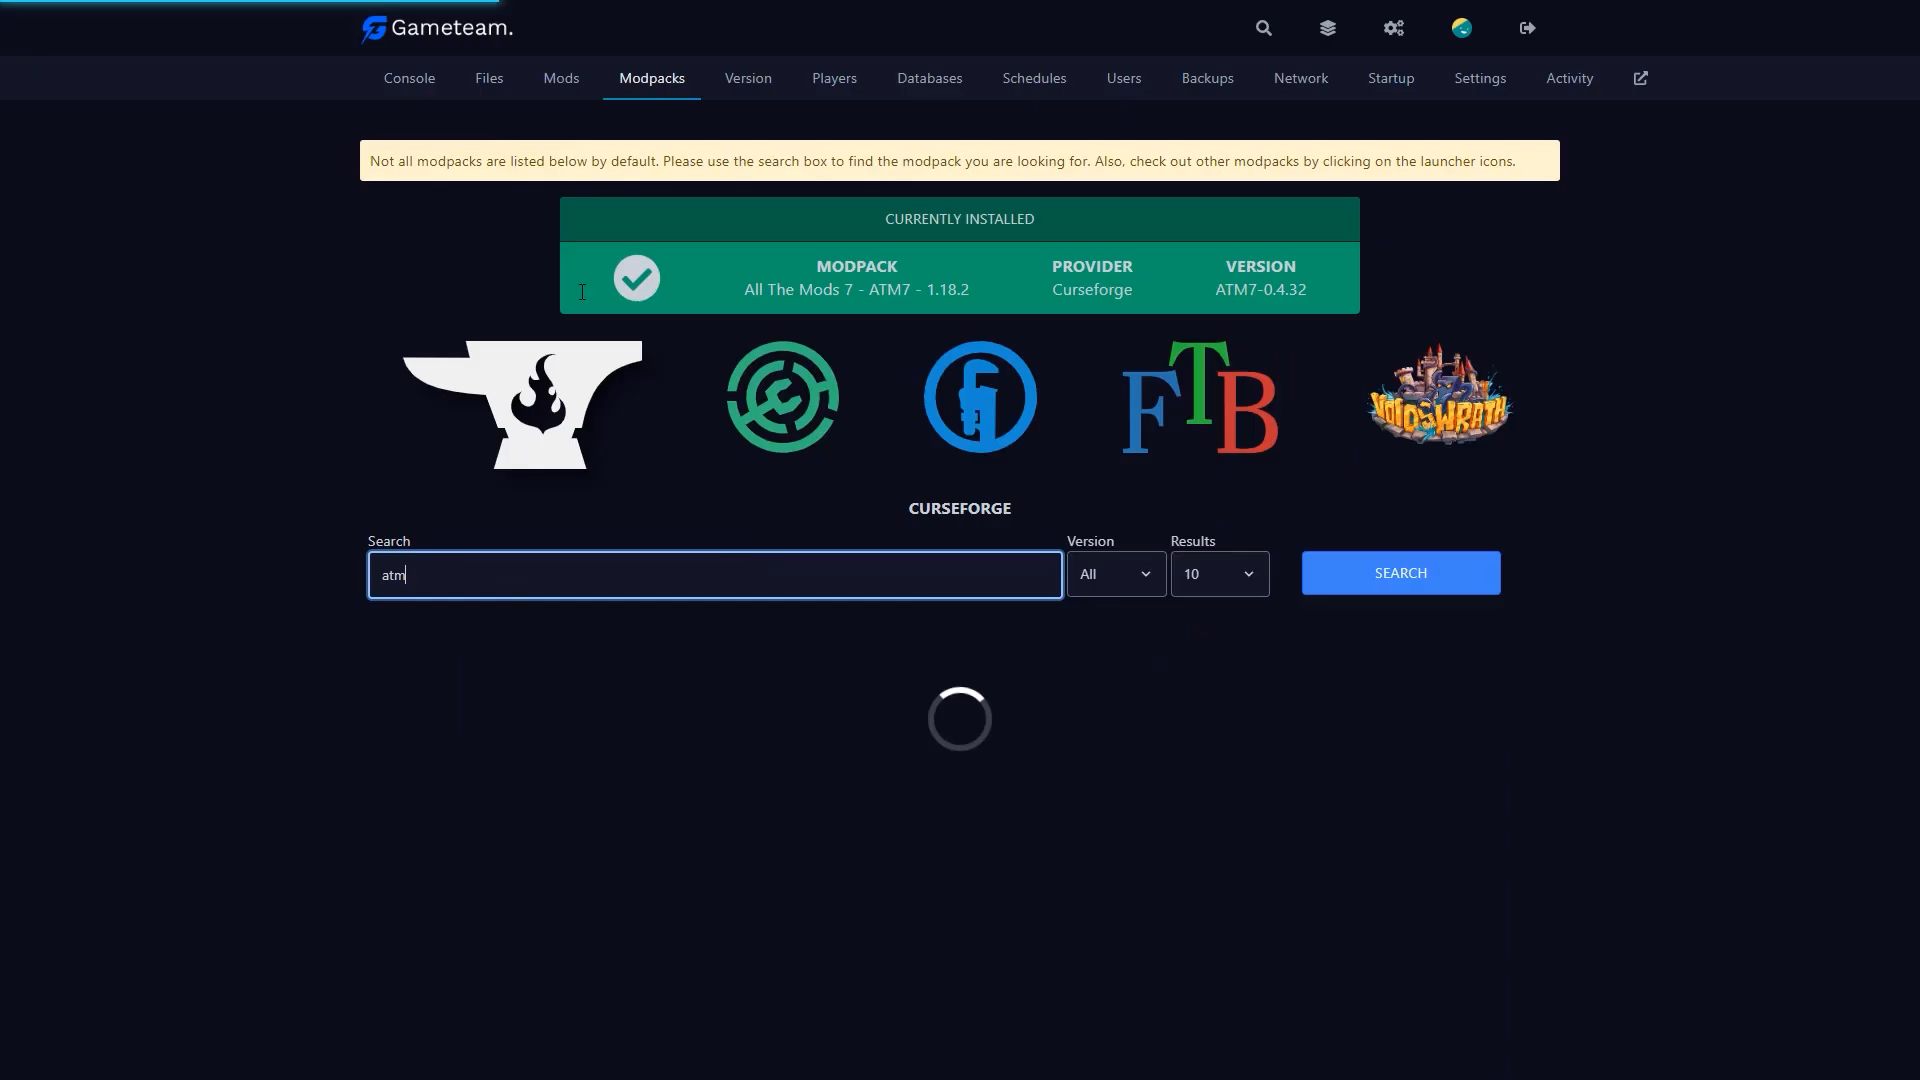 Gameteam.
Console Files Mods Modpacks Version Players Databases Schedules Users Backups Network Startup Settings Activity
Not all modpacks are listed below by default. Please use the search box to find the modpack you are looking for. Also, check out other modpacks by clicking on the launcher icons.
CURRENTLY INSTALLED
MODPACK PROVIDER VERSION
All The Mods 7 - ATM7 - 1.18.2 Curseforge ATM7-0.4.32
FTB
VOIDSWRATH
CURSEFORGE
Search Version Results
atm All 10 SEARCH